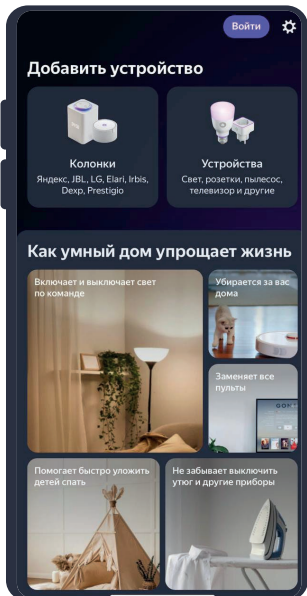 Войти
Добавить устройство
Колонки
Яндекс, JBL, LG, Elari, Irbis,
Dexp, Prestigio
Устройства
Свет, розетки, пылесос,
телевизор и другие
Как умный дом упрощает жизнь
Включает и выключает свет
по команде
Убирается за вас
дома
Заменяет все
пульты
Помогает быстро уложить
детей спать
Не забывает выключить
утюг и другие приборы